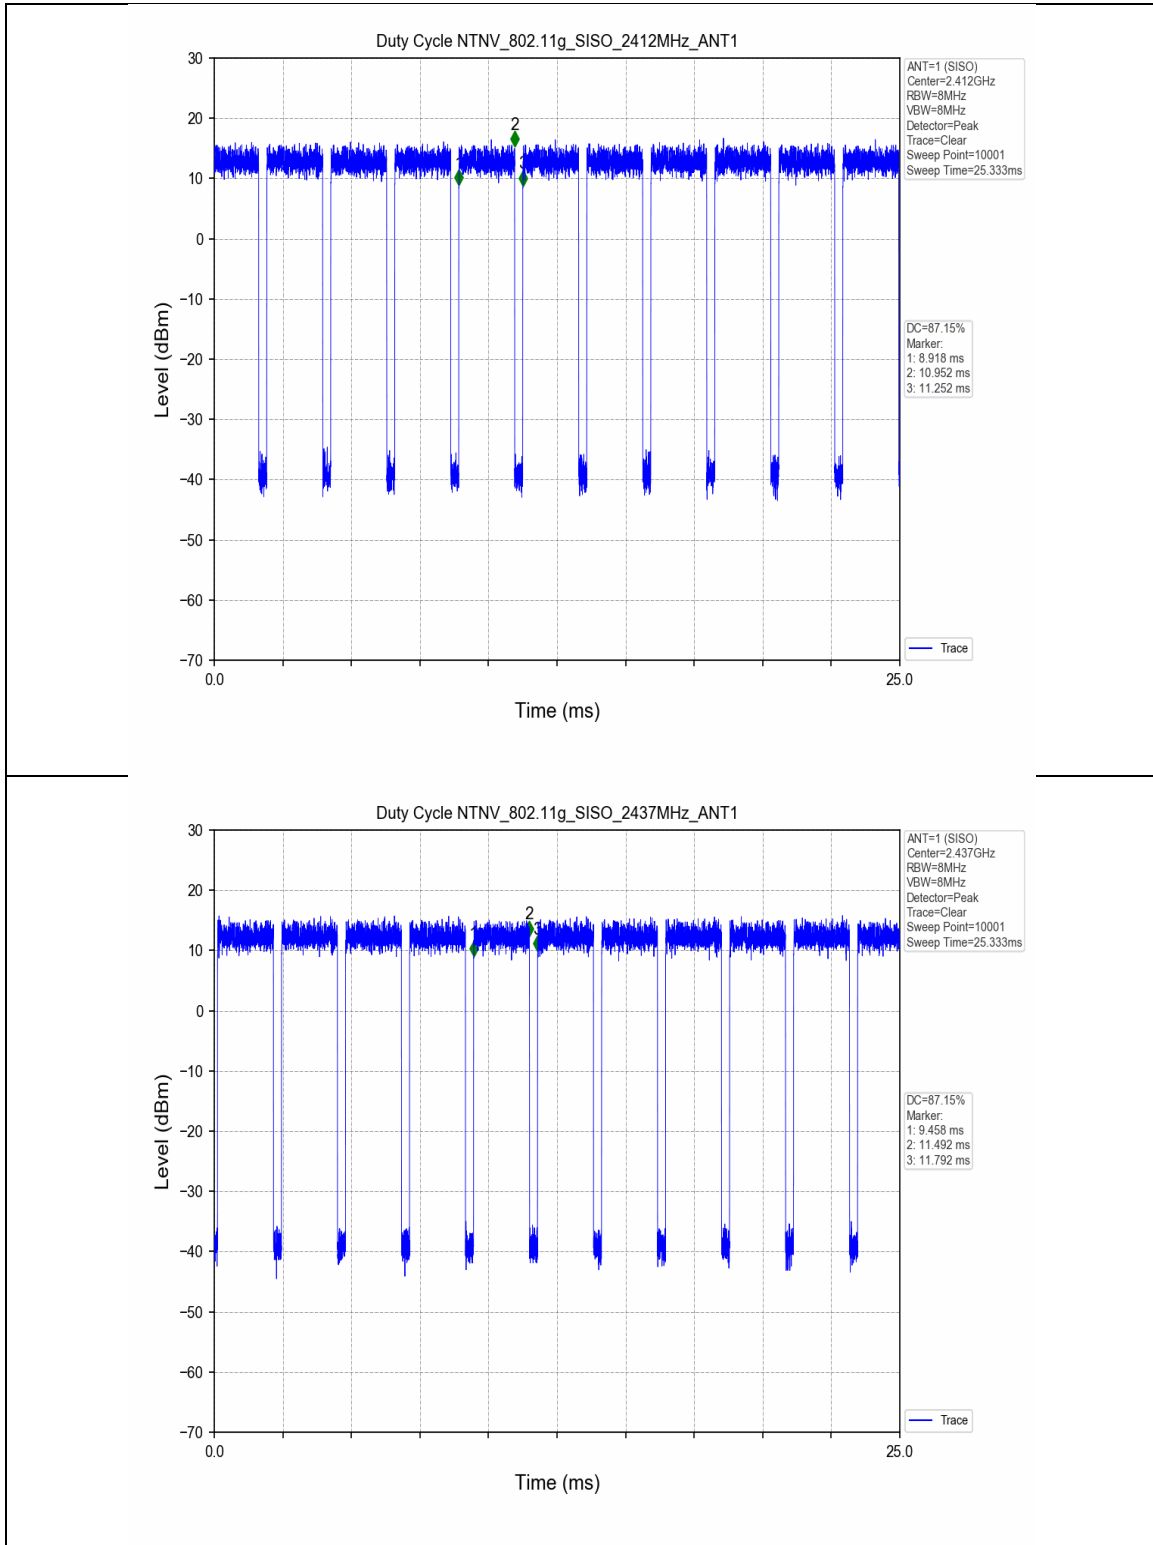 Duty Cycle NTNV_802.11g_SISO_2412MHz_ANT1
30
20
10
0
−10
−20
−30
−40
−50
−60
−70
Level (dBm)
0.0
25.0
Time (ms)
2
1
3
ANT=1 (SISO)
Center=2.412GHz
RBW=8MHz
VBW=8MHz
Detector=Peak
Trace=Clear
Sweep Point=10001
Sweep Time=25.333ms
DC=87.15%
Marker:
1: 8.918 ms
2: 10.952 ms
3: 11.252 ms
Trace
Duty Cycle NTNV_802.11g_SISO_2437MHz_ANT1
30
20
10
0
−10
−20
−30
−40
−50
−60
−70
Level (dBm)
0.0
25.0
Time (ms)
2
1
3
ANT=1 (SISO)
Center=2.437GHz
RBW=8MHz
VBW=8MHz
Detector=Peak
Trace=Clear
Sweep Point=10001
Sweep Time=25.333ms
DC=87.15%
Marker:
1: 9.458 ms
2: 11.492 ms
3: 11.792 ms
Trace